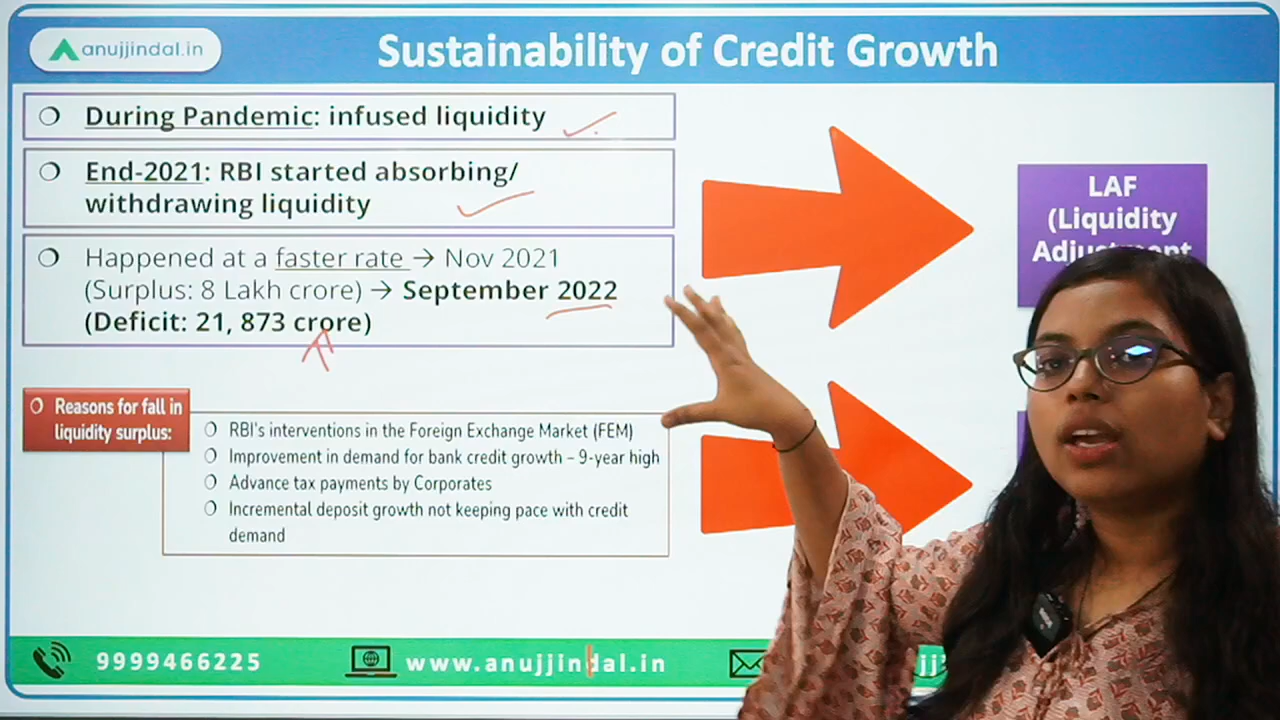 anujjindal.in
Sustainability of Credit Growth
During Pandemic: infused liquidity
End-2021: RBI started absorbing/
withdrawing liquidity
Happened at a faster rate → Nov 2021
(Surplus: 8 Lakh crore) → September 2022
(Deficit: 21, 873 crore)
LAF
(Liquidity
Adjustment
Reasons for fall in
liquidity surplus:
RBI's interventions in the Foreign Exchange Market (FEM)
Improvement in demand for bank credit growth – 9-year high
Advance tax payments by Corporates
Incremental deposit growth not keeping pace with credit
demand
9999466225
www.anujjindal.in